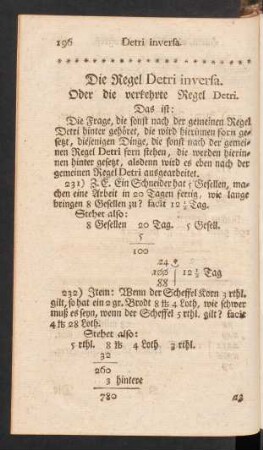 196 Detri inversa.
Die Regel Detri inversa.
Oder die verkehrte Regel Detri.
Das ist:
Die Frage, die sonst nach der gemeinen Regel
Detri hinter gehöret, die wird hierinnen forn ge-
setzt, diejenigen Dinge, die sonst nach der gemei-
nen Regel Detri forn stehen, die werden hierin-
nen hinter gesetzt, alsdenn wird es eben nach der
gemeinen Regel Detri ausgearbeitet.
231) Z.E. Ein Schneider hat 5 Gesellen, ma-
chen eine Arbeit in 20 Tagen fertig, wie lange
bringen 8 Gesellen zu? facit 12 ½ Tag.
Stehet also:
8 Gesellen 20 Tag. 5 Gesell.
5
100
24
100 | 12 ½ Tag
88
232) Item: Wenn der Scheffel Korn 3 rthl.
gilt, so hat ein 2 gr. Brodt 8 ℔ 4 Loth, wie schwer
muß es seyn, wenn der Scheffel 5 rthl. gilt? facit
4 ℔ 28 Loth.
Stehet also:
5 rthl. 8 ℔ 4 Loth 3 rthl.
32
260
3 hintere
780